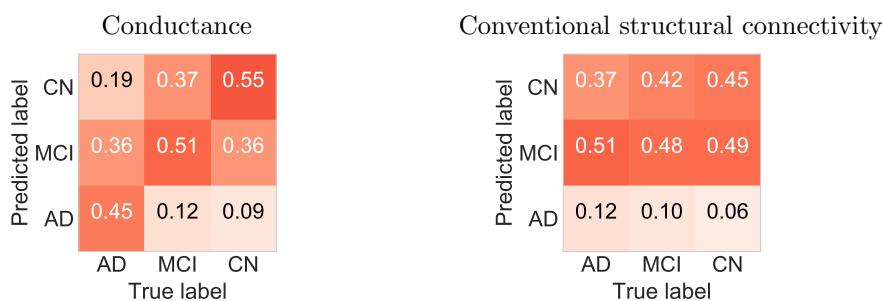 Conductance
Predicted label
CN 0.19 0.37 0.55
MCI 0.36 0.51 0.36
AD 0.45 0.12 0.09
AD MCI CN
True label
Conventional structural connectivity
Predicted label
CN 0.37 0.42 0.45
MCI 0.51 0.48 0.49
AD 0.12 0.10 0.06
AD MCI CN
True label